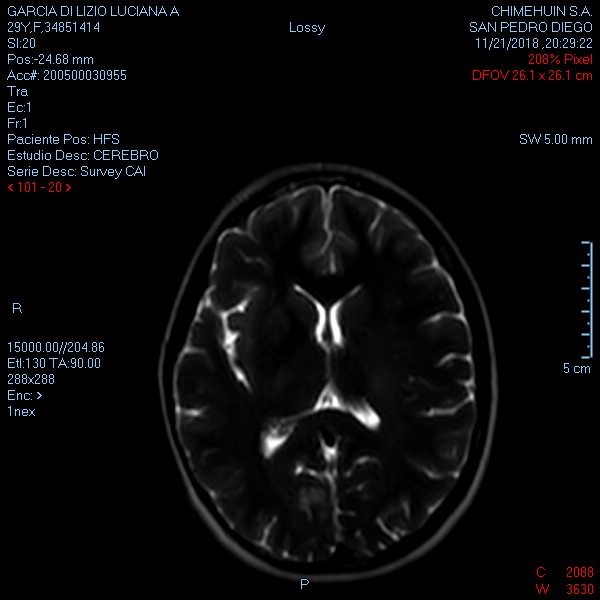 GARCIA DI LIZIO LUCIANA A
29Y,F,34851414
Sl:20
Pos:-24.68 mm
Acc#: 200500030955
Tra
Ec:1
Fr:1
Paciente Pos: HFS
Estudio Desc: CEREBRO
Serie Desc: Survey CAI
< 101 - 20 >
Lossy
CHIMEHUIN S.A.
SAN PEDRO DIEGO
11/21/2018 ,20:29:22
208% Pixel
DFOV 26.1 x 26.1 cm
SW 5.00 mm
R
15000.00//204.86
Etl:130 TA:90.00
288x288
Enc: >
1nex
5 cm
P
C 2088
W 3630